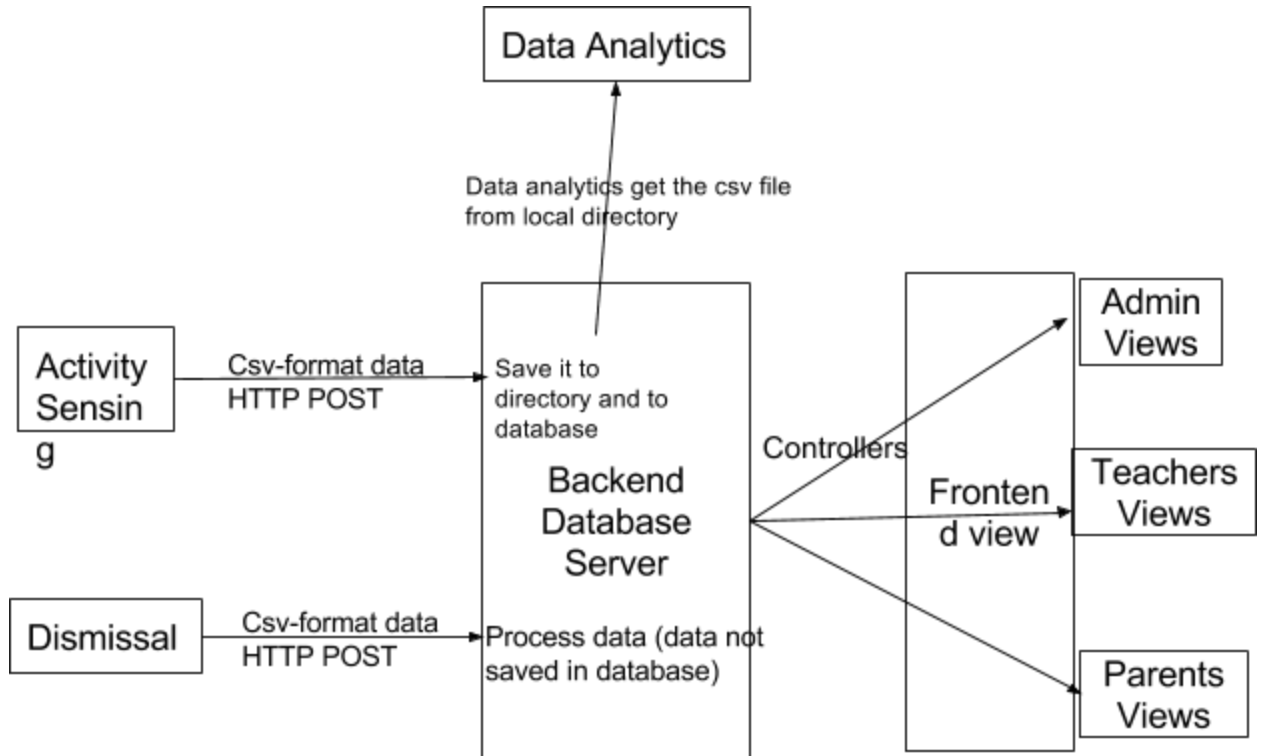 Data Analytics
Data analytics get the csv file
from local directory
Activity
Sensin
g
Csv-format data
HTTP POST
Save it to
directory and to
database
Backend
Database
Server
Dismissal
Csv-format data
HTTP POST
Process data (data not
saved in database)
Controllers
Fronten
d view
Admin
Views
Teachers
Views
Parents
Views